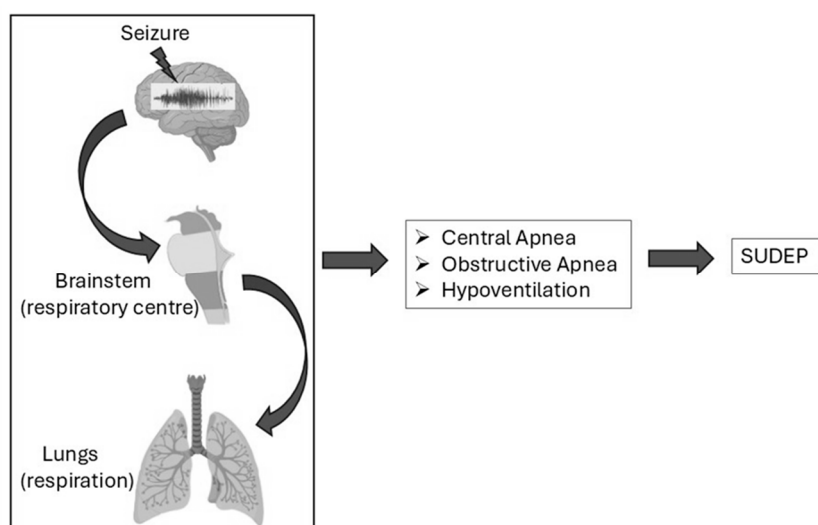 Seizure
Brainstem
(respiratory centre)
Lungs
(respiration)
➢ Central Apnea
➢ Obstructive Apnea
➢ Hypoventilation
SUDEP